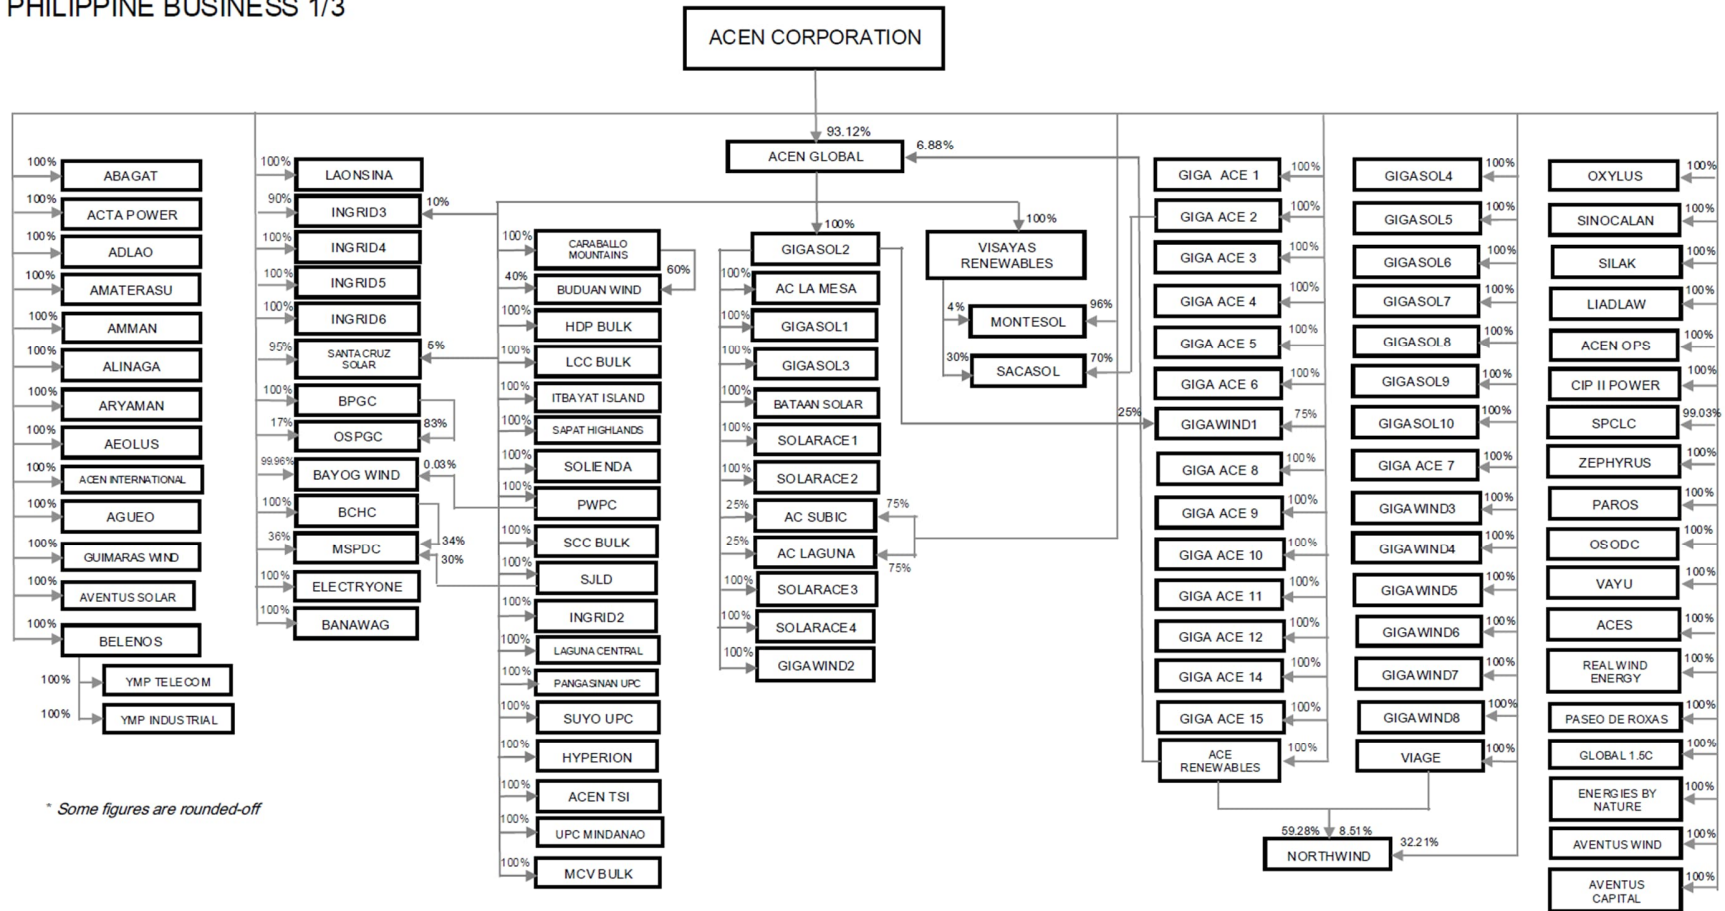 PHILIPPINE BUSINESS 1/3
ACEN CORPORATION
93.12%
ACEN GLOBAL
6.88%
100%
ABAGAT
100%
ACTA POWER
100%
ADLAO
100%
AMATERASU
100%
AMMAN
100%
ALINAGA
100%
ARYAMAN
100%
AEOLUS
100%
ACEN INTERNATIONAL
100%
AGUEO
100%
GUIMARAS WIND
100%
AVENTUS SOLAR
100%
BELENOS
100%
YMP TELECOM
100%
YMP INDUSTRIAL
* Some figures are rounded-off
100%
LAONSINA
90%
INGRID3
10%
100%
INGRID4
100%
INGRID5
100%
INGRID6
95%
SANTA CRUZ
SOLAR
5%
100%
BPGC
17%
OSPGC
83%
99.96%
BAYOG WIND
0.03%
100%
BCHC
36%
MSPDC
34%
30%
100%
ELECTRYONE
100%
BANAWAG
100%
CARABALLO
MOUNTAINS
60%
40%
BUDUAN WIND
100%
HDP BULK
100%
LCC BULK
100%
ITBAYAT ISLAND
100%
SAPAT HIGHLANDS
100%
SOLIENDA
100%
PWPC
100%
SCC BULK
100%
SJLD
100%
INGRID2
100%
LAGUNA CENTRAL
100%
PANGASINAN UPC
100%
SUYO UPC
100%
HYPERION
100%
ACEN TSI
100%
UPC MINDANAO
100%
MCV BULK
100%
GIGASOL2
100%
AC LA MESA
100%
GIGASOL1
100%
GIGASOL3
100%
BATAAN SOLAR
100%
SOLARACE1
100%
SOLARACE2
25%
AC SUBIC
75%
25%
AC LAGUNA
75%
100%
SOLARACE3
100%
SOLARACE4
100%
GIGAWIND2
100%
VISAYAS
RENEWABLES
4%
MONTESOL
96%
30%
SACASOL
70%
GIGA ACE 1
100%
GIGA ACE 2
100%
GIGA ACE 3
100%
GIGA ACE 4
100%
GIGA ACE 5
100%
GIGA ACE 6
100%
25%
GIGAWIND1
75%
GIGA ACE 8
100%
GIGA ACE 9
100%
GIGA ACE 10
100%
GIGA ACE 11
100%
GIGA ACE 12
100%
GIGA ACE 14
100%
GIGA ACE 15
100%
ACE
RENEWABLES
100%
GIGASOL4
100%
GIGASOL5
100%
GIGASOL6
100%
GIGASOL7
100%
GIGASOL8
100%
GIGASOL9
100%
GIGASOL10
100%
GIGA ACE 7
100%
GIGAWIND3
100%
GIGAWIND4
100%
GIGAWIND5
100%
GIGAWIND6
100%
GIGAWIND7
100%
GIGAWIND8
100%
VIAGE
100%
59.28% 8.51%
NORTHWIND
32.21%
OXYLUS
100%
SINOCALAN
100%
SILAK
100%
LIADLAW
100%
ACEN OPS
100%
CIP II POWER
100%
SPCLC
99.03%
ZEPHYRUS
100%
PAROS
100%
OSODC
100%
VAYU
100%
ACES
100%
REAL WIND
ENERGY
100%
PASEO DE ROXAS
100%
GLOBAL 1.5C
100%
ENERGIES BY
NATURE
100%
AVENTUS WIND
100%
AVENTUS
CAPITAL
100%